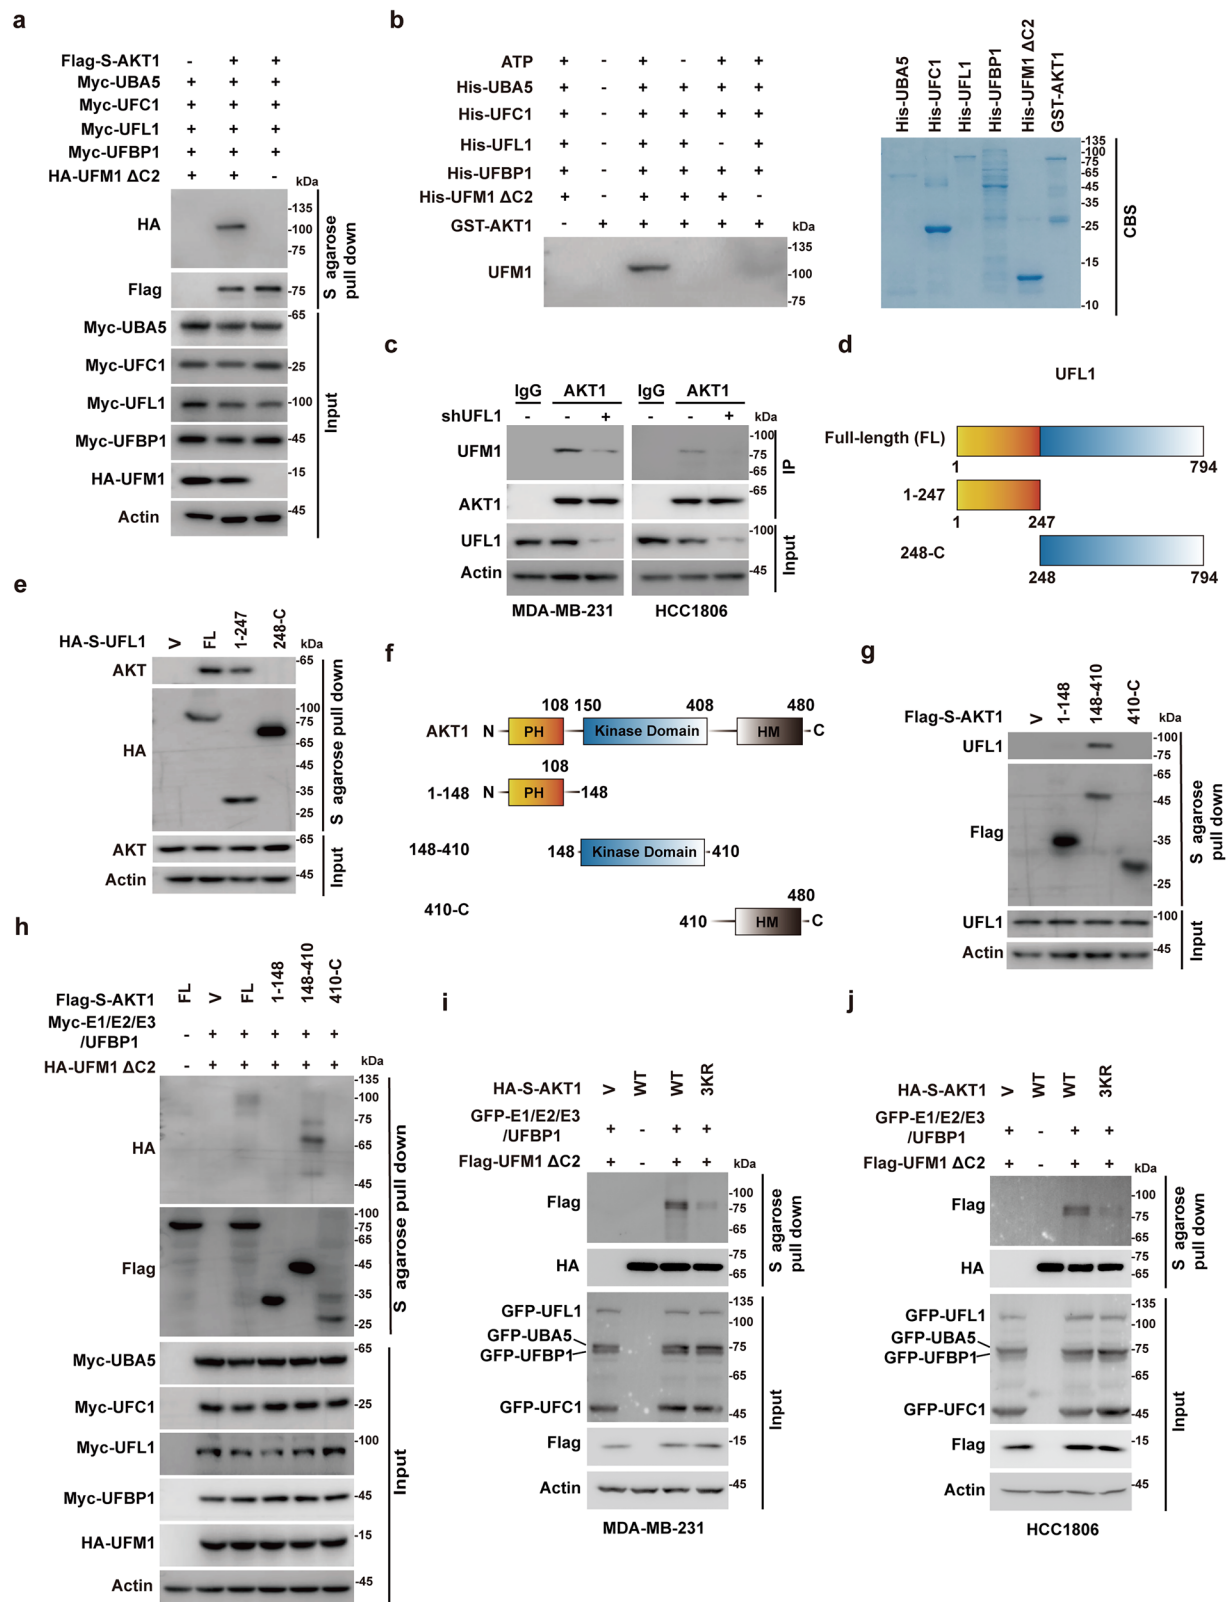 a
Flag-S-AKT1 - + +
Myc-UBA5 + + +
Myc-UFC1 + + +
Myc-UFL1 + + +
Myc-UFBP1 + + +
HA-UFM1 ΔC2 + + -
kDa
HA
-135
-100
-75
Flag
-75
S agarose
pull down
Myc-UBA5
-65
Myc-UFC1
-25
Myc-UFL1
-100
Myc-UFBP1
-45
HA-UFM1
-15
Actin
-45
Input
b
ATP + - + - + +
His-UBA5 + - + + + +
His-UFC1 + - + + + +
His-UFL1 + - + + - +
His-UFBP1 + - + + + +
His-UFM1 ΔC2 + - + + + -
GST-AKT1 - + + + + +
kDa
UFM1
-135
-100
-75
His-UBA5
His-UFC1
His-UFL1
His-UFBP1
His-UFM1 ΔC2
GST-AKT1
-135
-100
-75
-65
-45
-35
-25
-15
-10
CBS
c
IgG AKT1 IgG AKT1
shUFL1 - - + - - +
kDa
UFM1
-100
-75
-65
AKT1
-65
IP
UFL1
-100
Actin
-45
Input
MDA-MB-231 HCC1806
d
UFL1
Full-length (FL)
1 794
1-247
1 247
248-C
248 794
e
HA-S-UFL1 V FL 1-247 248-C
kDa
AKT
-65
HA
-100
-75
-65
-45
-35
-25
S agarose pull down
AKT
-65
Actin
-45
Input
f
108 150 408 480
AKT1 N PH Kinase Domain HM C
108
1-148 N PH 148
148-410 148 Kinase Domain 410
480
410-C 410 HM C
g
Flag-S-AKT1 V 1-148 148-410 410-C
kDa
UFL1
-100
-75
Flag
-65
-45
-35
-25
S agarose
pull down
UFL1
-100
Actin
-45
Input
h
Flag-S-AKT1 FL V FL 1-148 148-410 410-C
Myc-E1/E2/E3
/UFBP1 - + + + + +
HA-UFM1 ΔC2 - + + + + +
kDa
HA
-135
-100
-75
-65
-45
Flag
-100
-75
-65
-45
-35
-25
S agarose pull down
Myc-UBA5
-65
Myc-UFC1
-25
Myc-UFL1
-100
Myc-UFBP1
-45
HA-UFM1
-15
Actin
-45
Input
i
HA-S-AKT1 V WT WT 3KR
GFP-E1/E2/E3
/UFBP1 + - + +
Flag-UFM1 ΔC2 + - + +
kDa
Flag
-100
-75
-65
HA
-75
-65
S agarose
pull down
GFP-UFL1
GFP-UBA5
GFP-UFBP1
GFP-UFC1
-135
-100
-75
-65
-45
Flag
-15
Actin
-45
Input
MDA-MB-231
j
HA-S-AKT1 V WT WT 3KR
GFP-E1/E2/E3
/UFBP1 + - + +
Flag-UFM1 ΔC2 + - + +
kDa
Flag
-100
-75
-65
HA
-75
-65
S agarose
pull down
GFP-UFL1
GFP-UBA5
GFP-UFBP1
GFP-UFC1
-135
-100
-75
-65
-45
Flag
-15
Actin
-45
Input
HCC1806